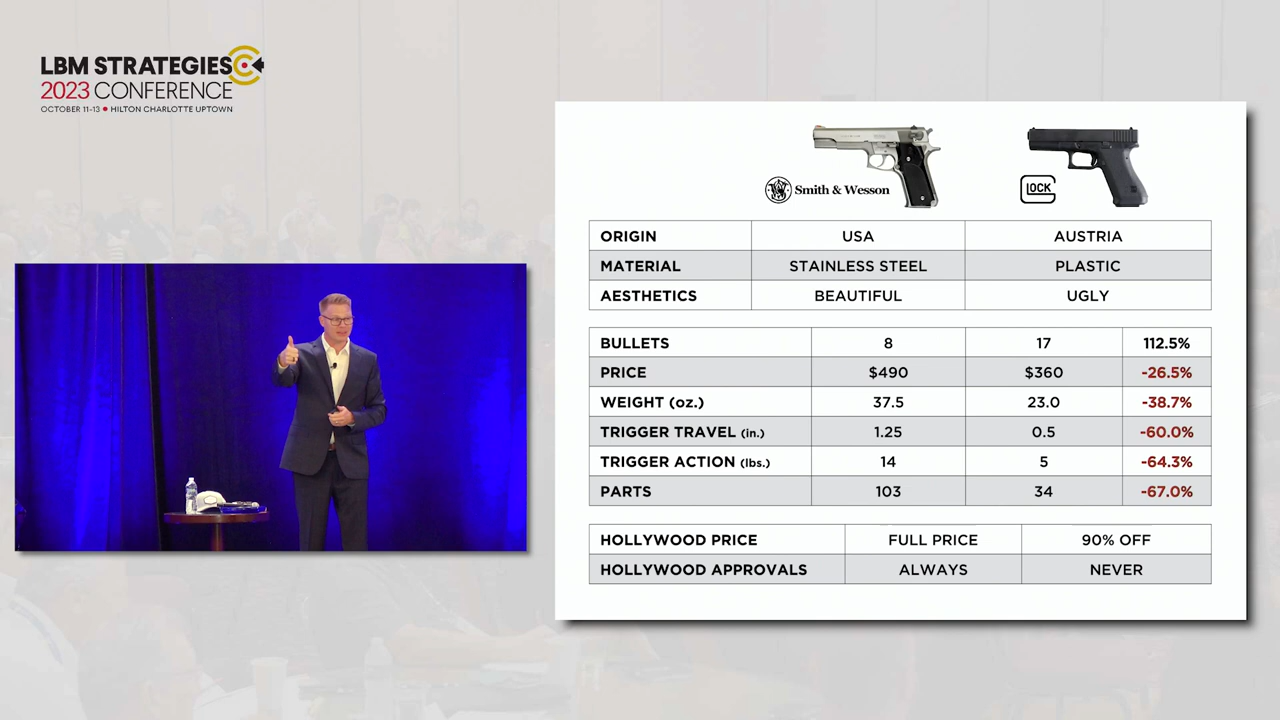 LBM STRATEGIES
2023 CONFERENCE
OCTOBER 11-13 • HILTON CHARLOTTE UPTOWN
Smith & Wesson
GLOCK
ORIGIN USA AUSTRIA
MATERIAL STAINLESS STEEL PLASTIC
AESTHETICS BEAUTIFUL UGLY
BULLETS 8 17 112.5%
PRICE $490 $360 -26.5%
WEIGHT (oz.) 37.5 23.0 -38.7%
TRIGGER TRAVEL (in.) 1.25 0.5 -60.0%
TRIGGER ACTION (lbs.) 14 5 -64.3%
PARTS 103 34 -67.0%
HOLLYWOOD PRICE FULL PRICE 90% OFF
HOLLYWOOD APPROVALS ALWAYS NEVER